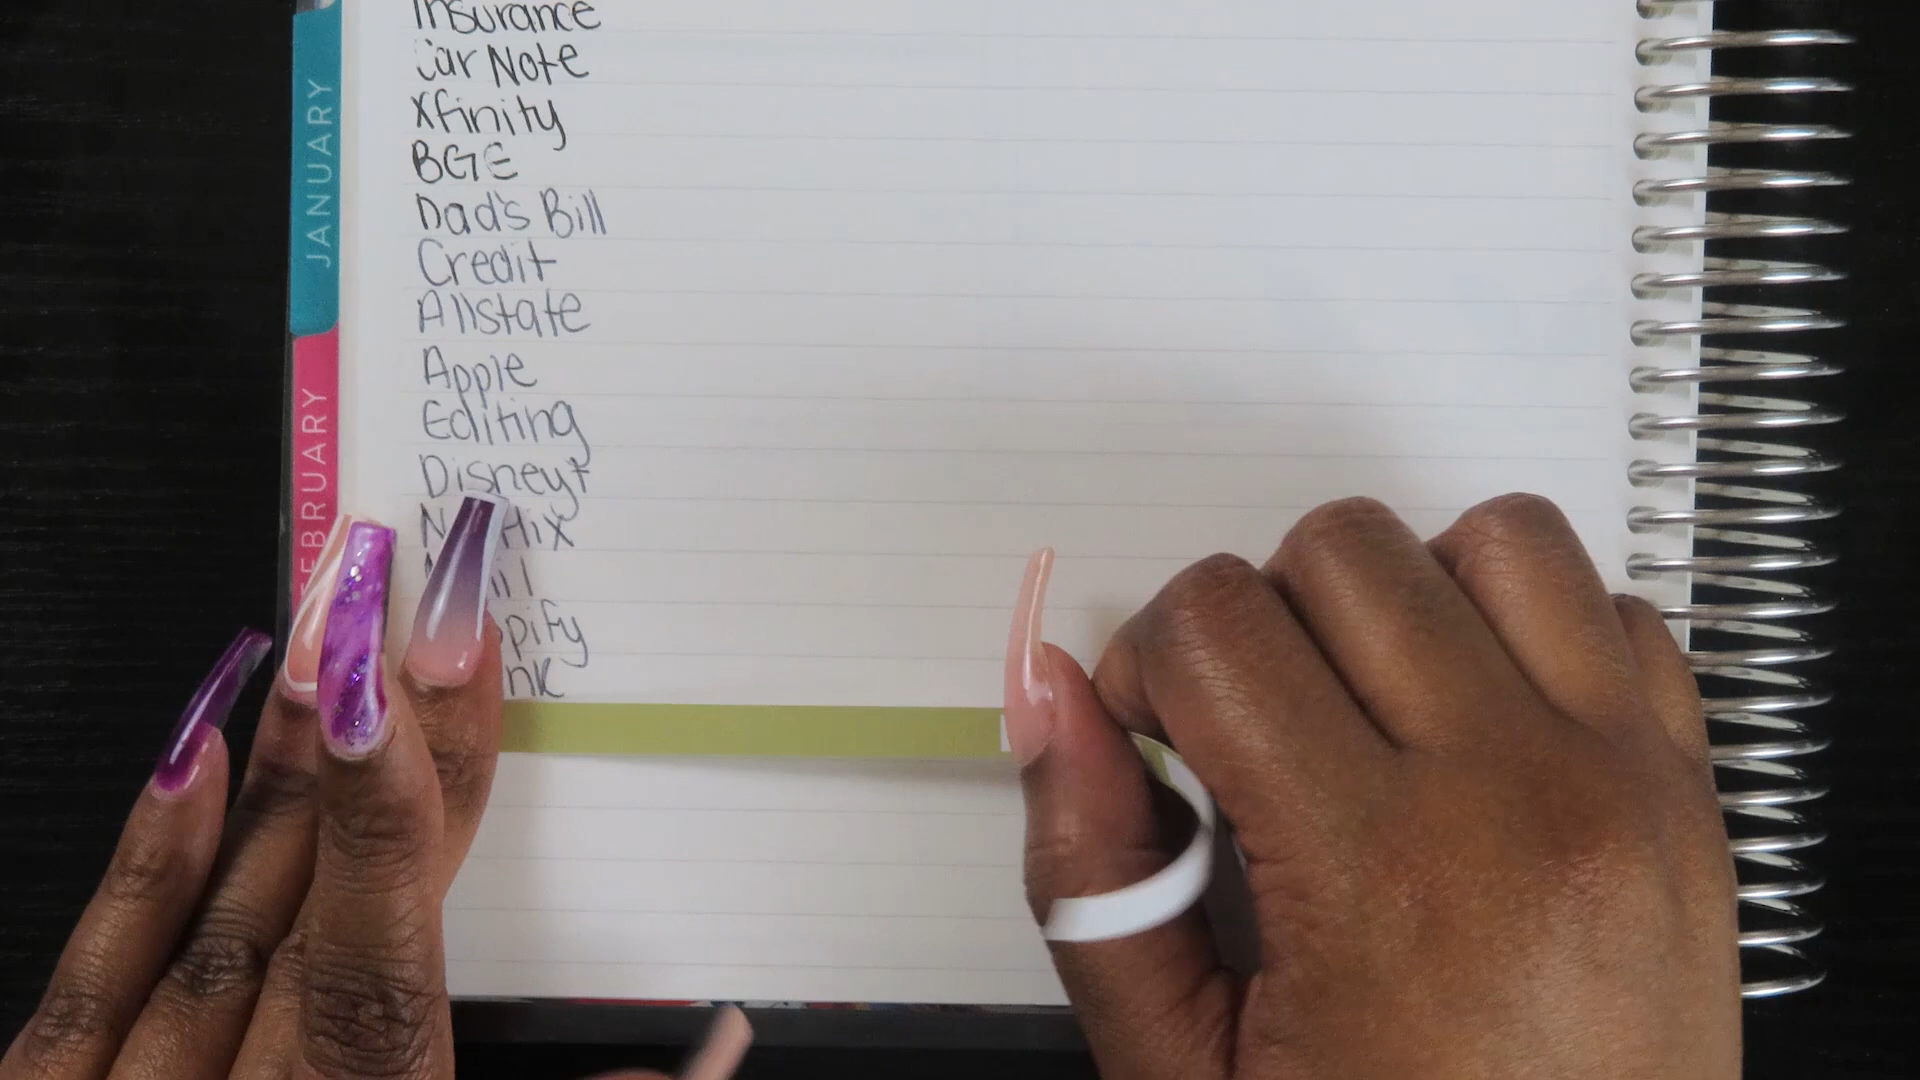 Insurance
Car Note
Xfinity
BGE
Dad's Bill
Credit
Allstate
Apple
Editing
Disney+
JANUARY
FEBRUARY